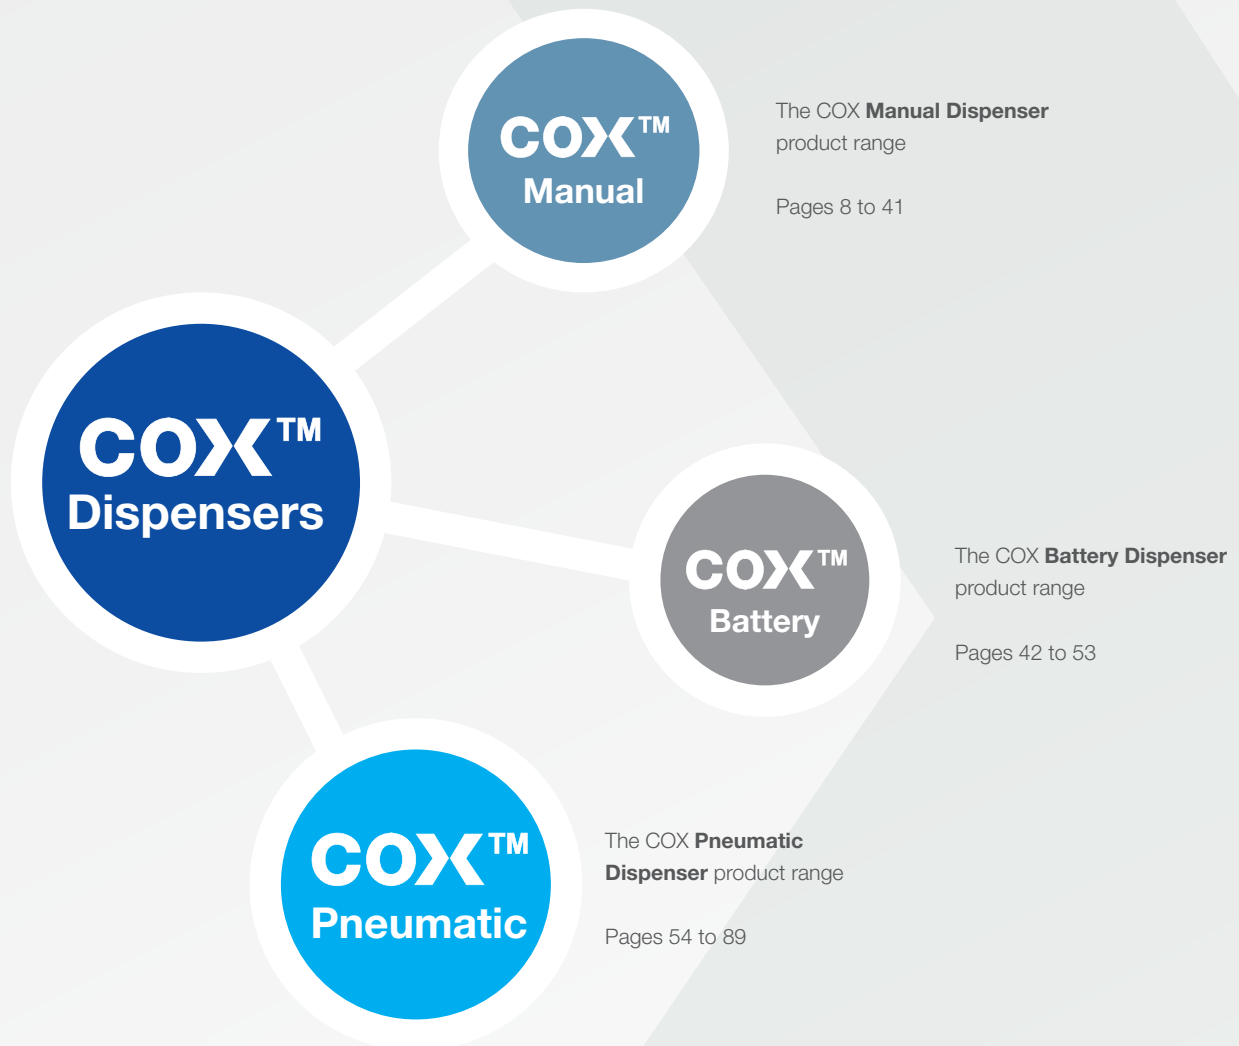 COX™
Manual
The COX Manual Dispenser
product range
Pages 8 to 41
COX™
Dispensers
COX™
Battery
The COX Battery Dispenser
product range
Pages 42 to 53
COX™
Pneumatic
The COX Pneumatic
Dispenser product range
Pages 54 to 89